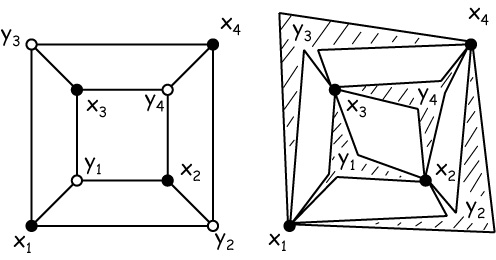 y₃ x₄
x₃ y₄
y₁ x₂
x₁ y₂
x₄
y₃
x₃ y₄
y₁ x₂
y₂
x₁